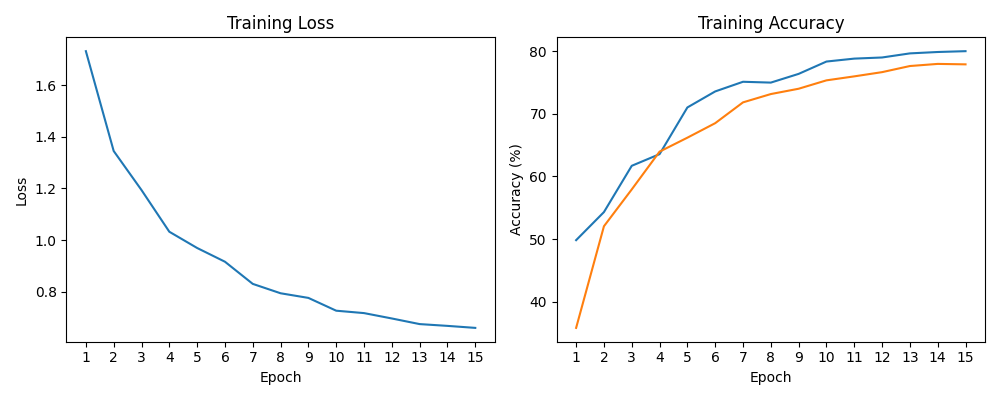 Training Loss
Loss
1.6
1.4
1.2
1.0
0.8
1 2 3 4 5 6 7 8 9 10 11 12 13 14 15
Epoch
Training Accuracy
Accuracy (%)
80
70
60
50
40
1 2 3 4 5 6 7 8 9 10 11 12 13 14 15
Epoch